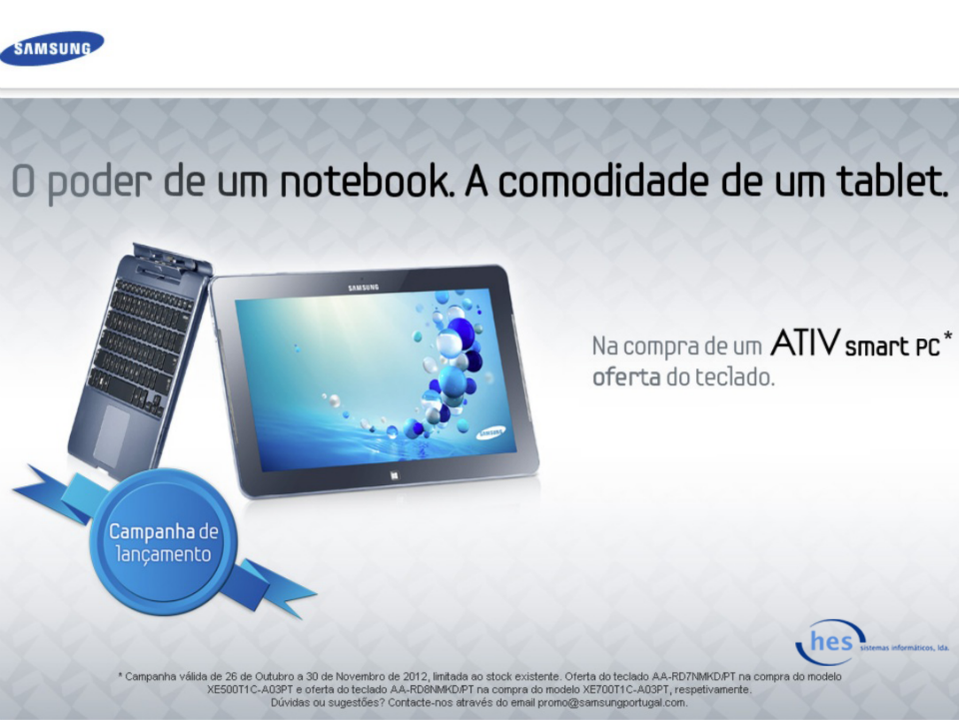 SAMSUNG
O poder de um notebook. A comodidade de um tablet.
SAMSUNG
SAMSUNG
Na compra de um ATIV smart PC*
oferta do teclado.
Campanha de
lançamento
hes sistemas informáticos, lda.
* Campanha válida de 26 de Outubro a 30 de Novembro de 2012, limitada ao stock existente. Oferta do teclado AA-RD7NMKD/PT na compra do modelo
XE500T1C-A03PT e oferta do teclado AA-RD8NMKD/PT na compra do modelo XE700T1C-A03PT, respetivamente.
Dúvidas ou sugestões? Contacte-nos através do email promo@samsungportugal.com.